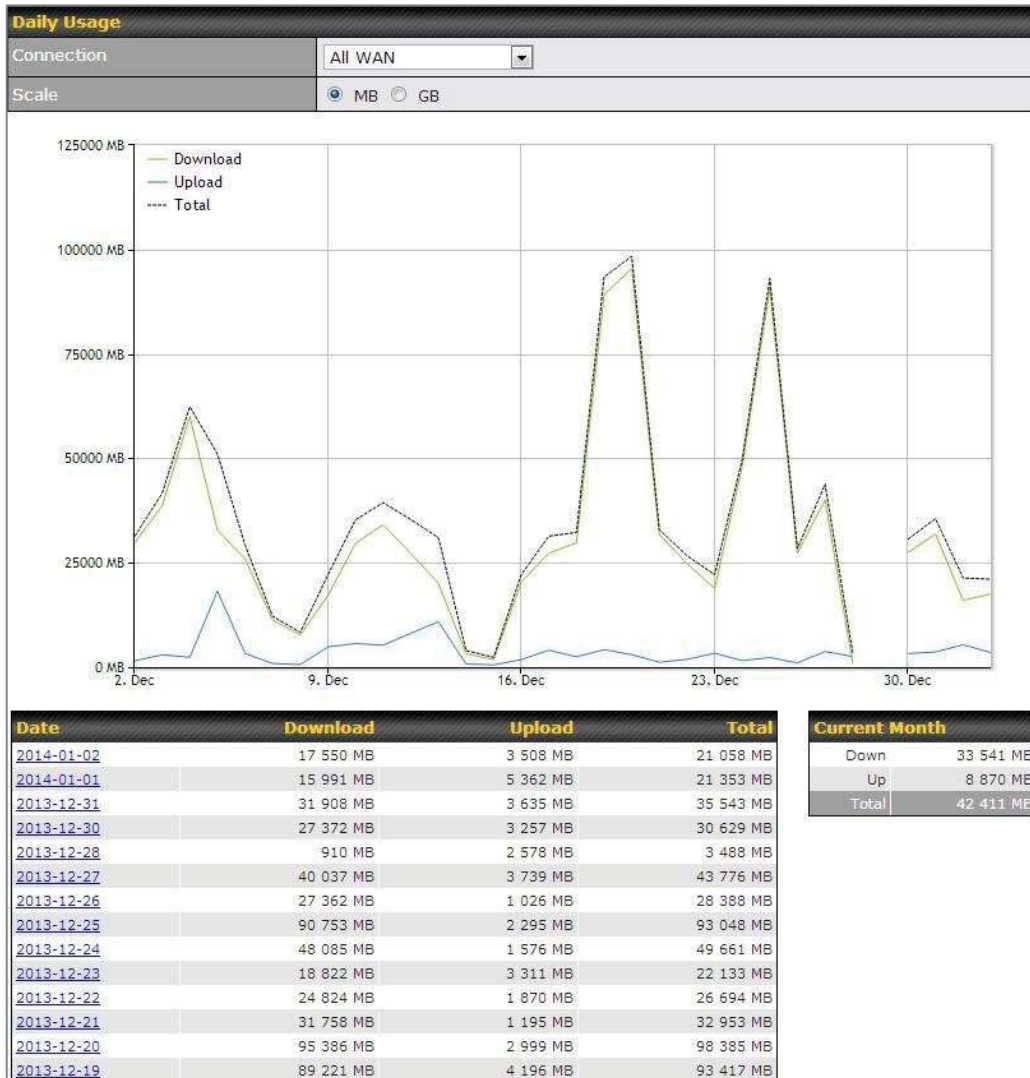 Daily Usage
Connection All WAN
Scale MB GB
125000 MB
Download
Upload
Total
100000 MB
75000 MB
50000 MB
25000 MB
0 MB
2. Dec 9. Dec 16. Dec 23. Dec 30. Dec
Date Download Upload Total
2014-01-02 17 550 MB 3 508 MB 21 058 MB
2014-01-01 15 991 MB 5 362 MB 21 353 MB
2013-12-31 31 908 MB 3 635 MB 35 543 MB
2013-12-30 27 372 MB 3 257 MB 30 629 MB
2013-12-28 910 MB 2 578 MB 3 488 MB
2013-12-27 40 037 MB 3 739 MB 43 776 MB
2013-12-26 27 362 MB 1 026 MB 28 388 MB
2013-12-25 90 753 MB 2 295 MB 93 048 MB
2013-12-24 48 085 MB 1 576 MB 49 661 MB
2013-12-23 18 822 MB 3 311 MB 22 133 MB
2013-12-22 24 824 MB 1 870 MB 26 694 MB
2013-12-21 31 758 MB 1 195 MB 32 953 MB
2013-12-20 95 386 MB 2 999 MB 98 385 MB
2013-12-19 89 221 MB 4 196 MB 93 417 MB
Current Month
Down 33 541 MB
Up 8 870 MB
Total 42 411 MB